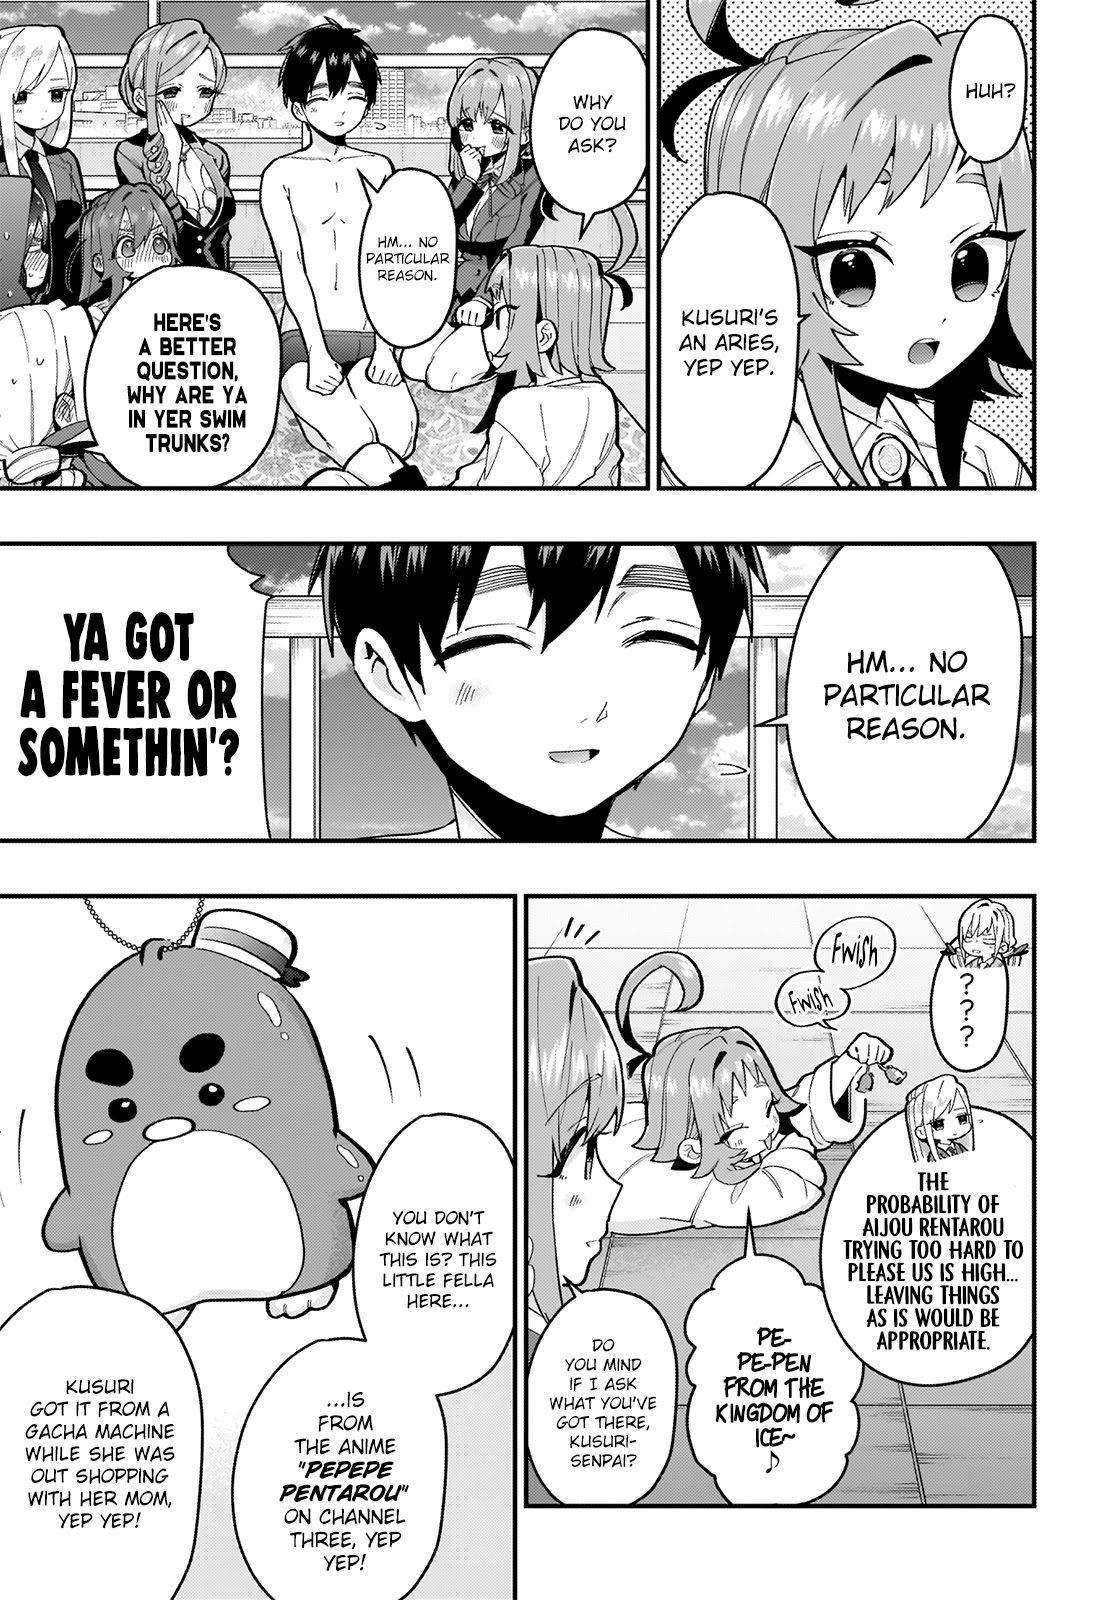 HUH?
KUSURI'S
AN ARIES,
YEP YEP.
WHY
DO YOU
ASK?
HM... NO
PARTICULAR
REASON.
HERE'S
A BETTER
QUESTION,
WHY ARE YA
IN YER SWIM
TRUNKS?
HM... NO
PARTICULAR
REASON.
YA GOT
A FEVER OR
SOMETHIN'?
?
?
?
THE
PROBABILITY OF
AIJOU RENTAROU
TRYING TOO HARD TO
PLEASE US IS HIGH...
LEAVING THINGS
AS IS WOULD BE
APPROPRIATE.
FWISH
FWISH
PE-
PE-PEN
FROM THE
KINGDOM OF
ICE~
♪
DO
YOU MIND
IF I ASK
WHAT YOU'VE
GOT THERE,
KUSURI-
SENPAI?
YOU DON'T
KNOW WHAT
THIS IS? THIS
LITTLE FELLA
HERE...
...IS
FROM
THE ANIME
"PEPEPE
PENTAROU"
ON CHANNEL
THREE, YEP
YEP!
KUSURI
GOT IT FROM A
GACHA MACHINE
WHILE SHE WAS
OUT SHOPPING
WITH HER MOM,
YEP YEP!